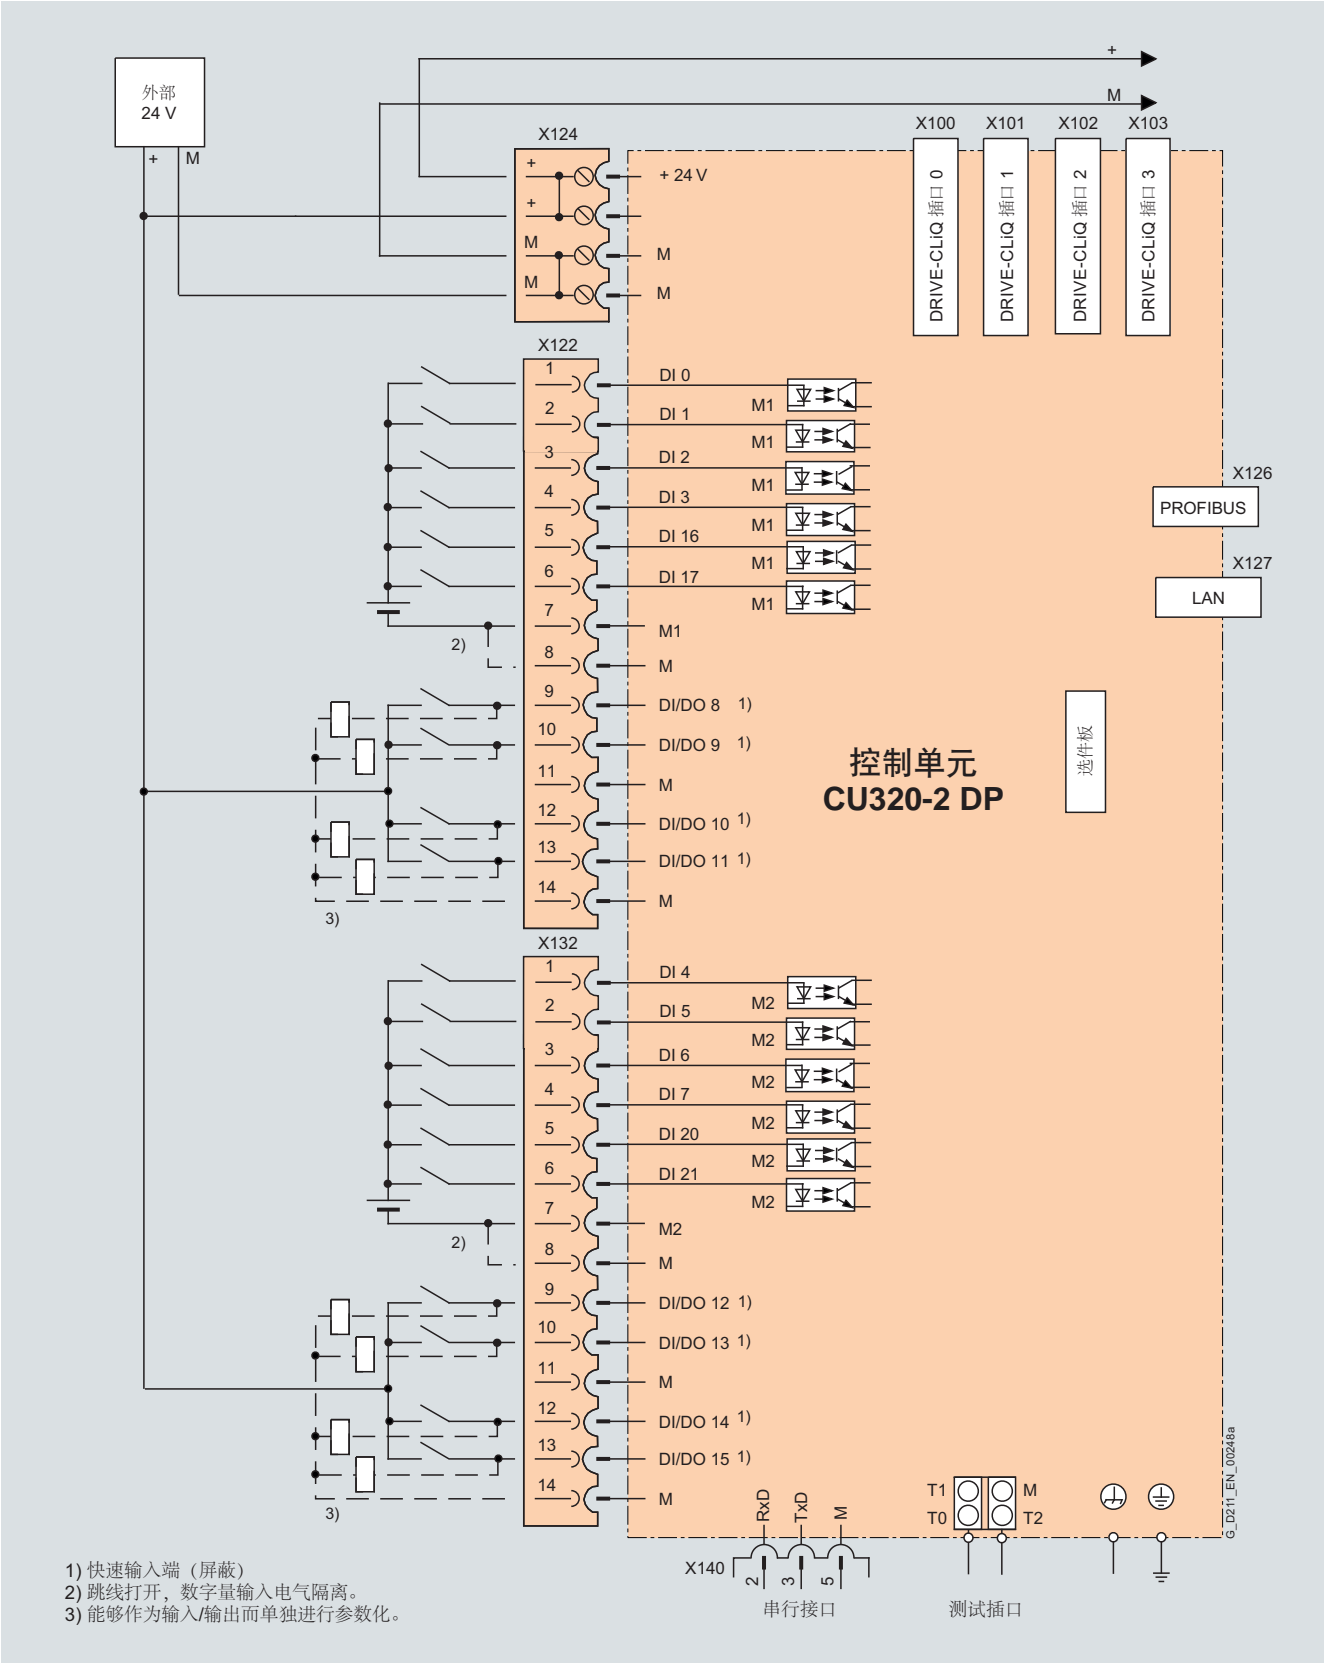 外部
24 V
+ M
+
M
X124
+
+
M
M
+ 24 V
M
M
X100 X101 X102 X103
DRIVE-CLiQ 插口 0
DRIVE-CLiQ 插口 1
DRIVE-CLiQ 插口 2
DRIVE-CLiQ 插口 3
X122
1 DI 0 M1
2 DI 1 M1
3 DI 2 M1
4 DI 3 M1
5 DI 16 M1
6 DI 17 M1
7 M1
2)
8 M
9 DI/DO 8 1)
10 DI/DO 9 1)
11 M
12 DI/DO 10 1)
13 DI/DO 11 1)
14 M
3)
X126
PROFIBUS
X127
LAN
选件板
控制单元
CU320-2 DP
X132
1 DI 4 M2
2 DI 5 M2
3 DI 6 M2
4 DI 7 M2
5 DI 20 M2
6 DI 21 M2
7 M2
2)
8 M
9 DI/DO 12 1)
10 DI/DO 13 1)
11 M
12 DI/DO 14 1)
13 DI/DO 15 1)
14 M
3)
RxD TxD M
X140
2 3 5
串行接口
T1 M
T0 T2
测试插口
G_D211_EN_00248a
1) 快速输入端（屏蔽）
2) 跳线打开，数字量输入电气隔离。
3) 能够作为输入/输出而单独进行参数化。